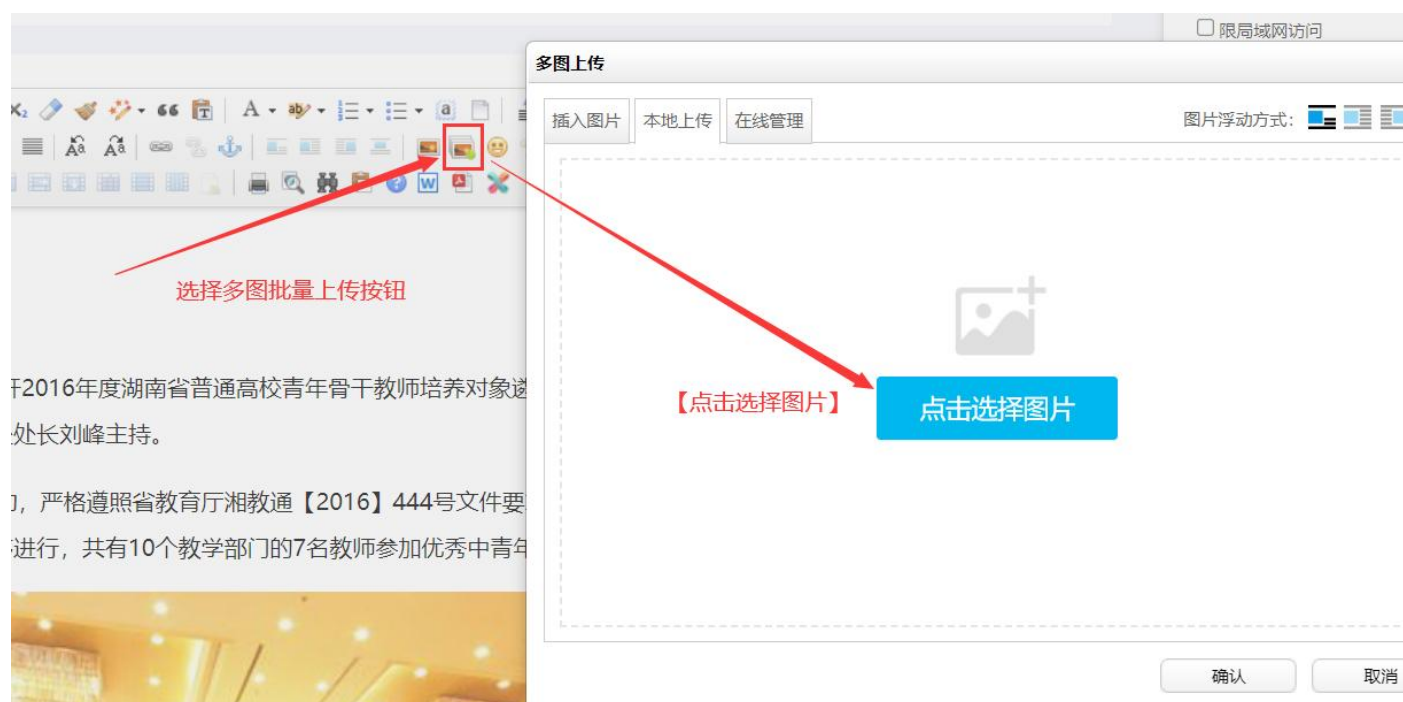 限局域网访问
多图上传
插入图片 本地上传 在线管理
图片浮动方式：
选择多图批量上传按钮
2016年度湖南省普通高校青年骨干教师培养对象遴
处长刘峰主持。
，严格遵照省教育厅湘教通【2016】444号文件要
进行，共有10个教学部门的7名教师参加优秀中青年
【点击选择图片】
点击选择图片
确认 取消